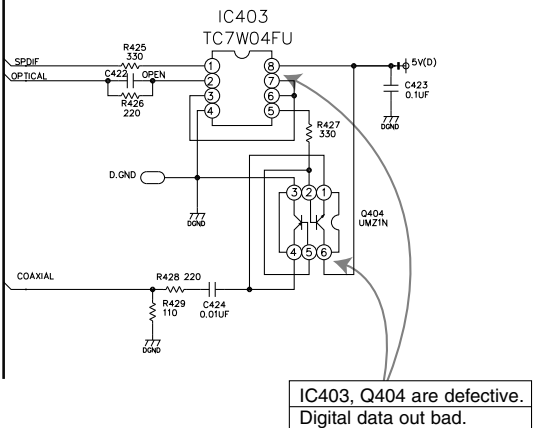 IC403
TC7W04FU
SPDIF
OPTICAL
R425
330
C422
OPEN
R426
220
1
2
3
4
8
7
6
5
5V(D)
C423
0.1UF
DGND
R427
330
D.GND
DGND
3
2
1
Q404
UMZ1N
4
5
6
COAXIAL
R428 220
R429
110
C424
0.01UF
DGND
IC403, Q404 are defective.
Digital data out bad.